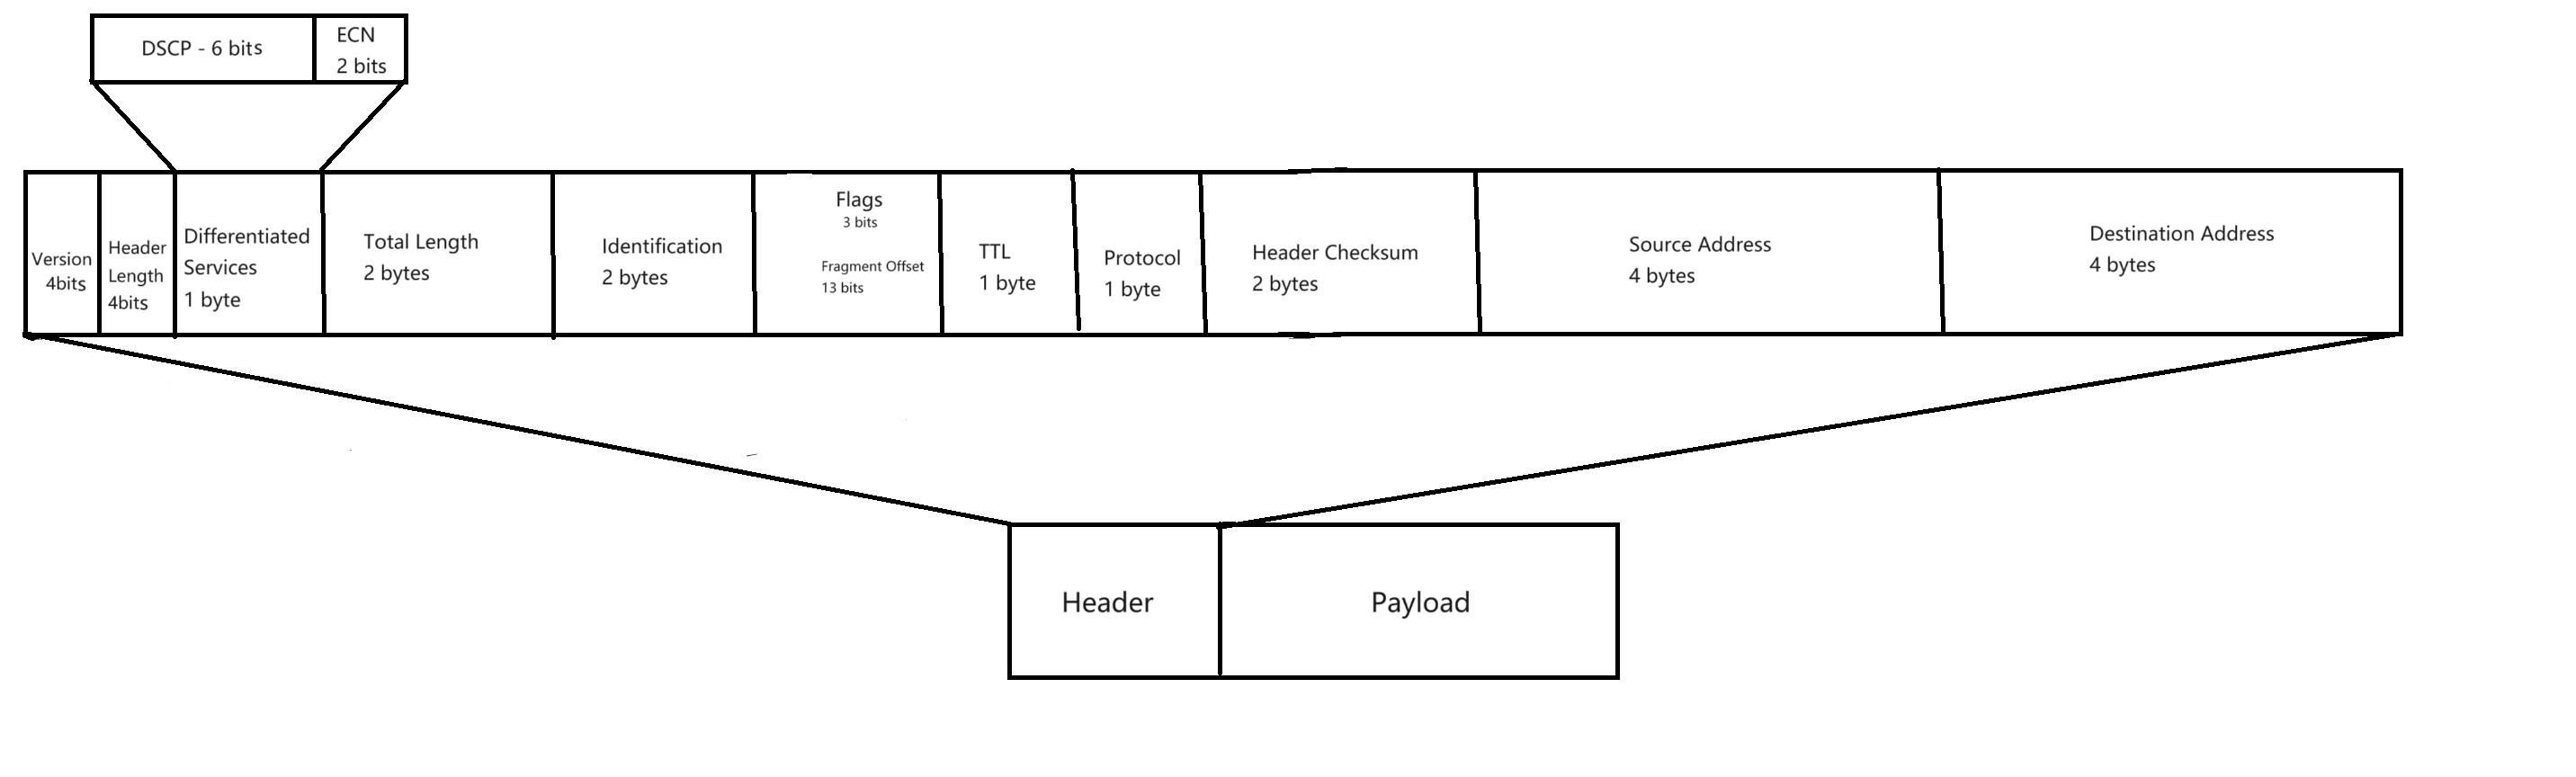 DSCP - 6 bits
ECN
2 bits
Version
4bits
Header
Length
4bits
Differentiated
Services
1 byte
Total Length
2 bytes
Identification
2 bytes
Flags
3 bits
Fragment Offset
13 bits
TTL
1 byte
Protocol
1 byte
Header Checksum
2 bytes
Source Address
4 bytes
Destination Address
4 bytes
Header
Payload